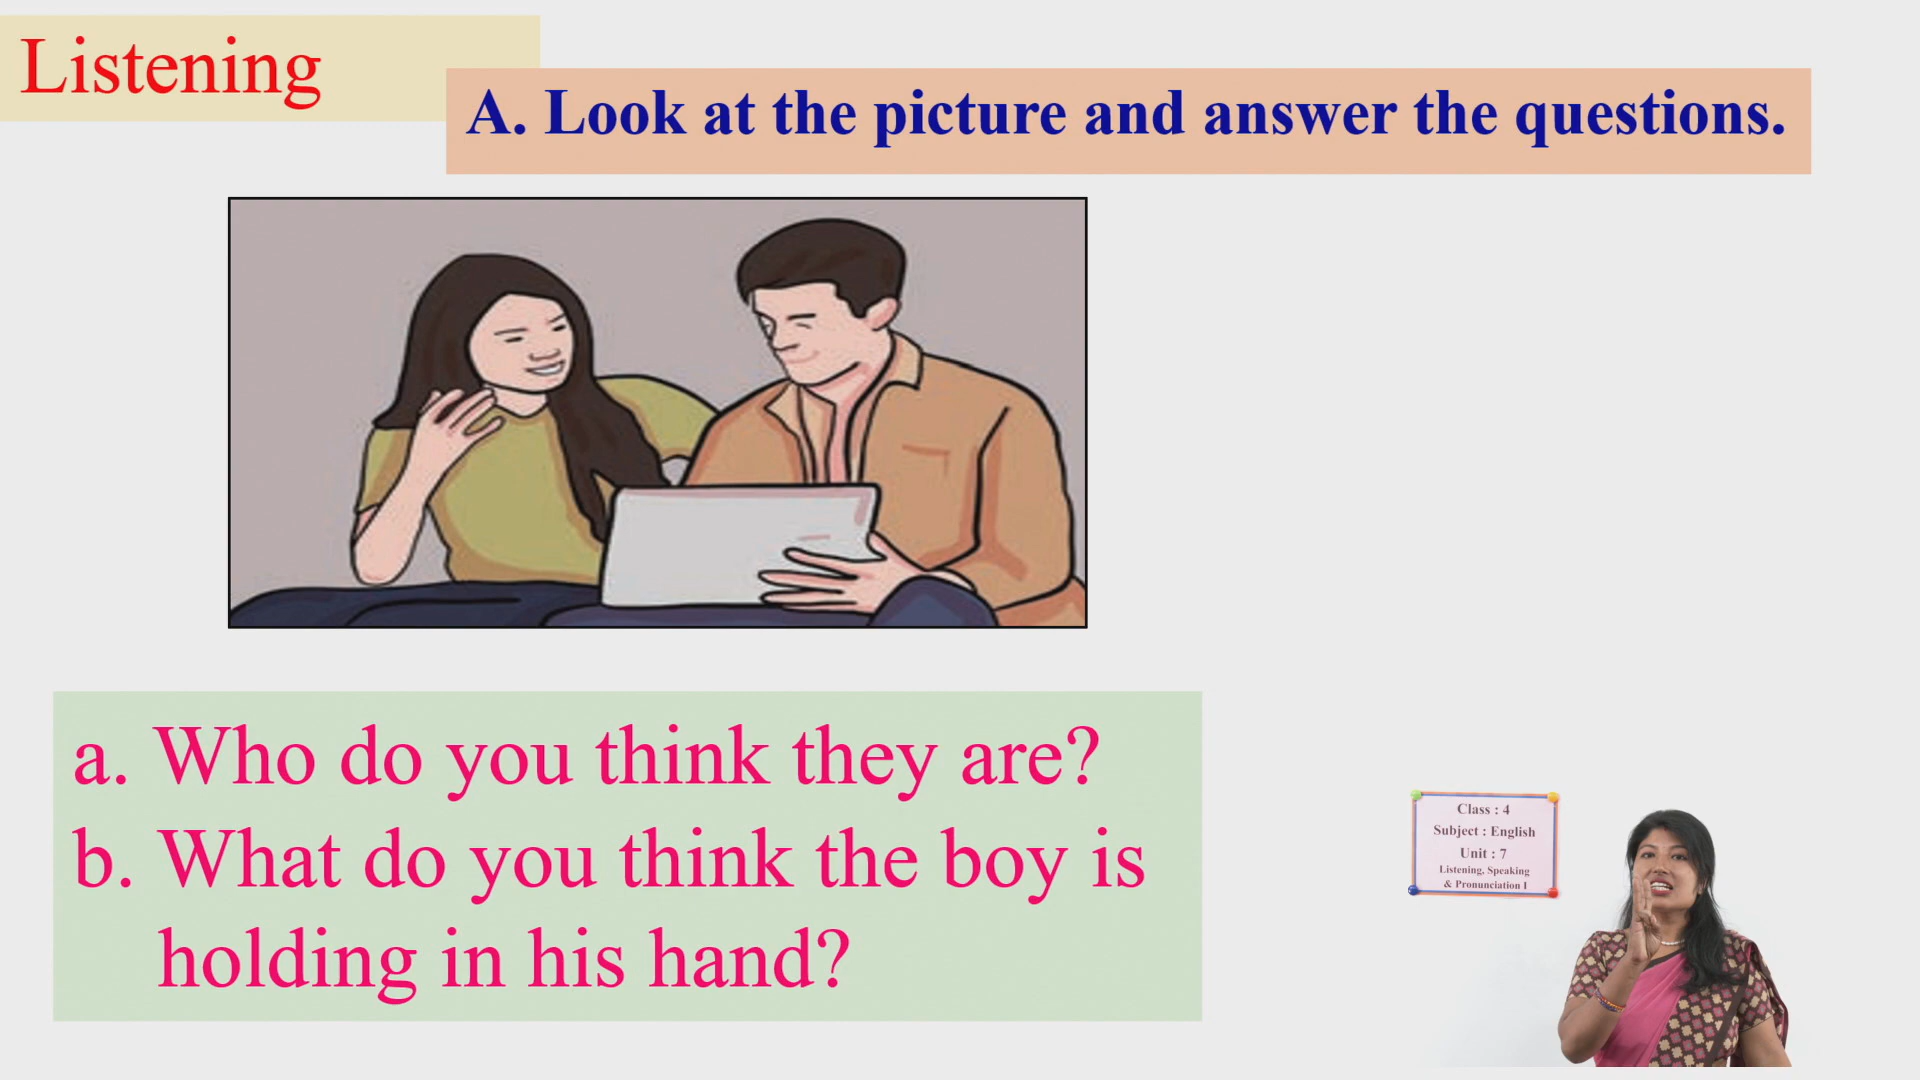 Listening
A. Look at the picture and answer the questions.
a. Who do you think they are?
b. What do you think the boy is
holding in his hand?
Class : 4
Subject : English
Unit : 7
Listening, Speaking
& Pronunciation I